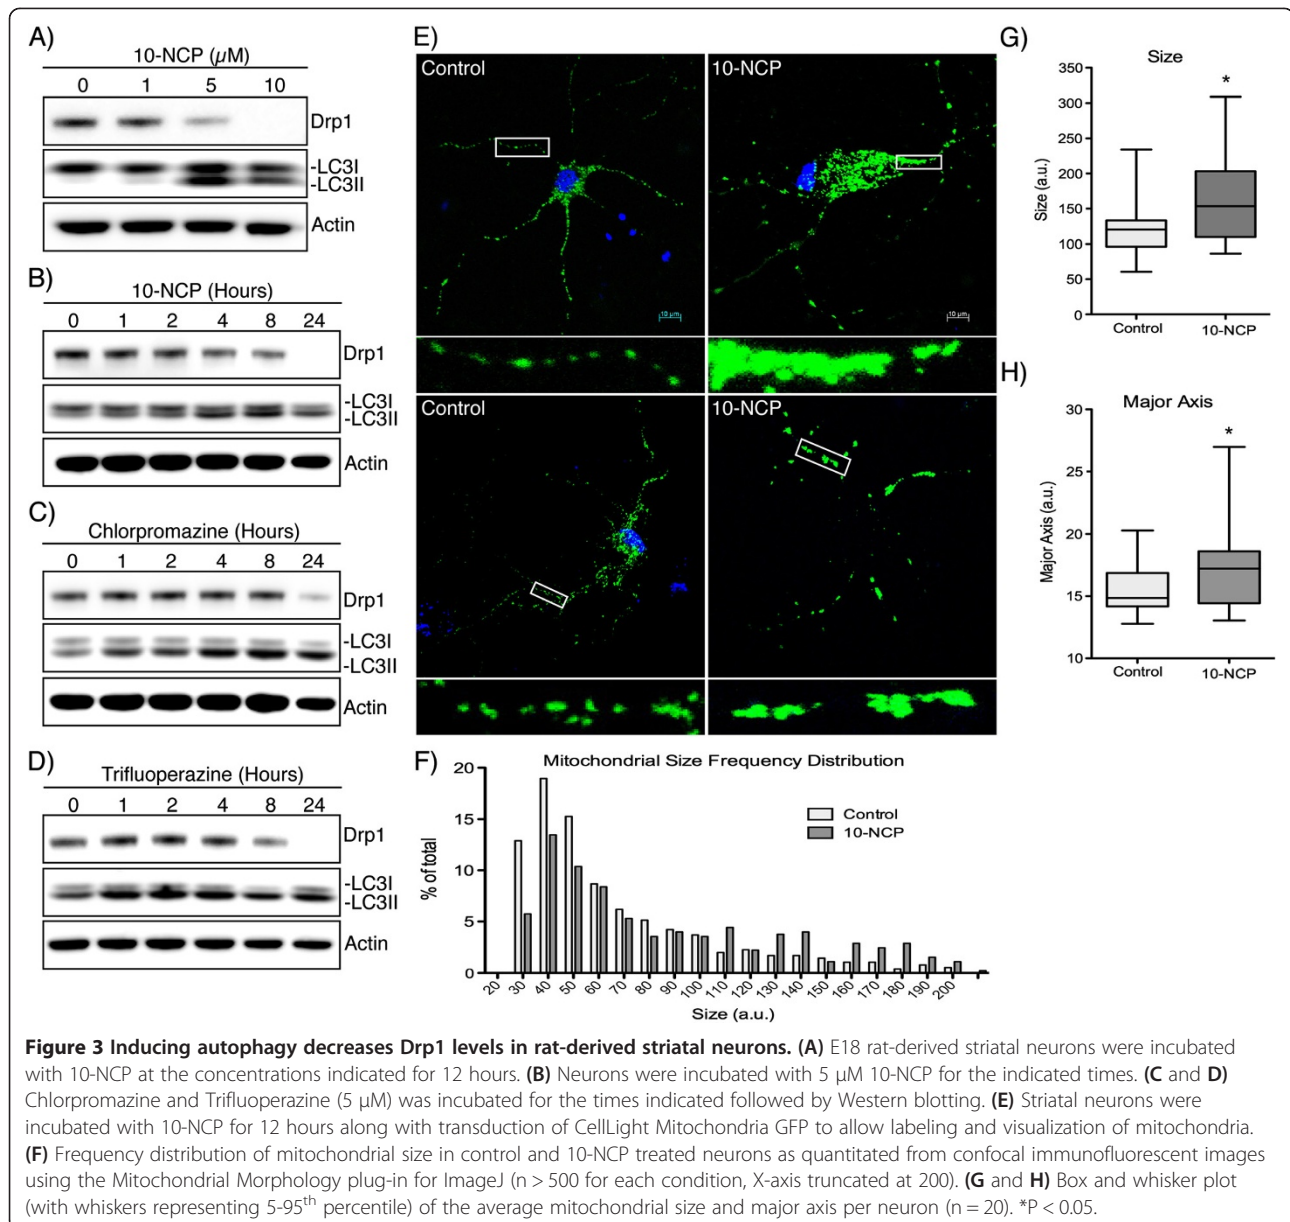 A)
10-NCP (µM)
0 1 5 10
Drp1
-LC3I
-LC3II
Actin
B)
10-NCP (Hours)
0 1 2 4 8 24
Drp1
-LC3I
-LC3II
Actin
C)
Chlorpromazine (Hours)
0 1 2 4 8 24
Drp1
-LC3I
-LC3II
Actin
D)
Trifluoperazine (Hours)
0 1 2 4 8 24
Drp1
-LC3I
-LC3II
Actin
E)
Control
10-NCP
10 µm
10 µm
Control
10-NCP
F)
Mitochondrial Size Frequency Distribution
% of total
20
15
10
5
0
Control
10-NCP
20 30 40 50 60 70 80 90 100 110 120 130 140 150 160 170 180 190 200
Size (a.u.)
G)
Size
Size (a.u.)
350
300
250
200
150
100
50
0
*
Control 10-NCP
H)
Major Axis
Major Axis (a.u.)
30
25
20
15
10
*
Control 10-NCP
Figure 3 Inducing autophagy decreases Drp1 levels in rat-derived striatal neurons. (A) E18 rat-derived striatal neurons were incubated
with 10-NCP at the concentrations indicated for 12 hours. (B) Neurons were incubated with 5 µM 10-NCP for the indicated times. (C and D)
Chlorpromazine and Trifluoperazine (5 µM) was incubated for the times indicated followed by Western blotting. (E) Striatal neurons were
incubated with 10-NCP for 12 hours along with transduction of CellLight Mitochondria GFP to allow labeling and visualization of mitochondria.
(F) Frequency distribution of mitochondrial size in control and 10-NCP treated neurons as quantitated from confocal immunofluorescent images
using the Mitochondrial Morphology plug-in for ImageJ (n > 500 for each condition, X-axis truncated at 200). (G and H) Box and whisker plot
(with whiskers representing 5-95th percentile) of the average mitochondrial size and major axis per neuron (n = 20). *P < 0.05.